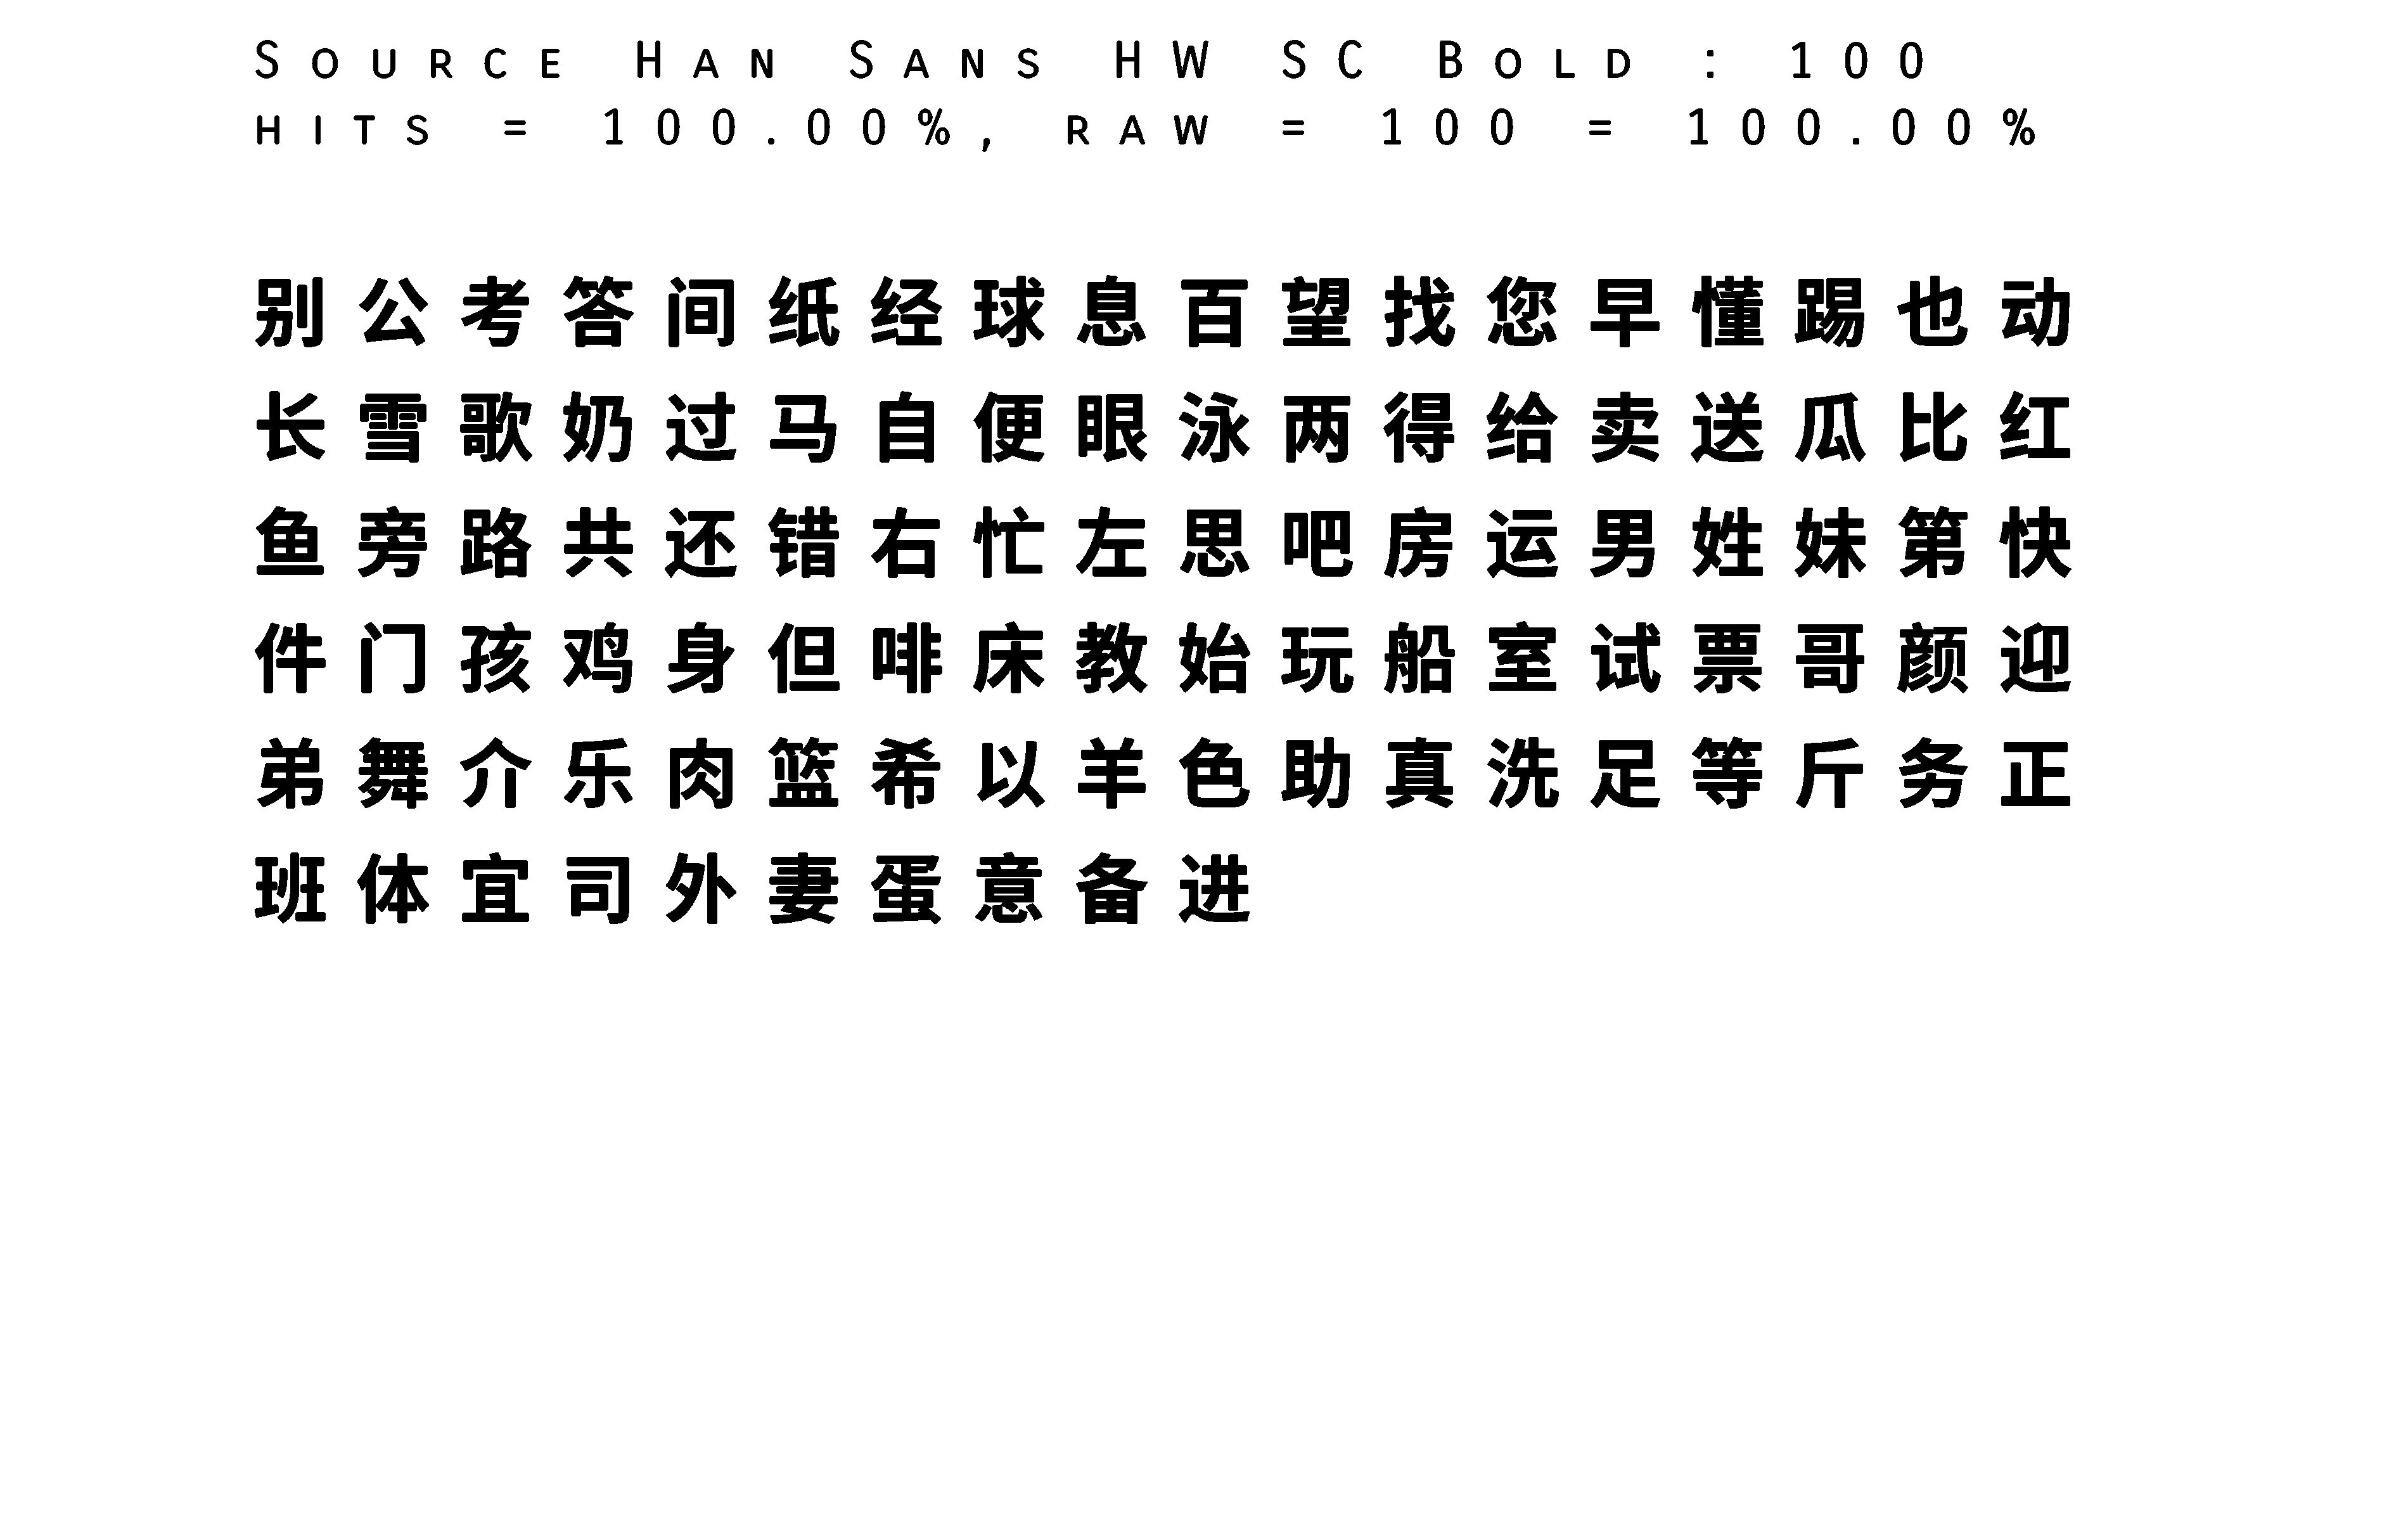 Source Han Sans HW SC Bold : 100
hits = 100.00%, raw = 100 = 100.00%
别公考答间纸经球息百望找您早懂踢也动
长雪歌奶过马自便眼泳两得给卖送瓜比红
鱼旁路共还错右忙左思吧房运男姓妹第快
件门孩鸡身但啡床教始玩船室试票哥颜迎
弟舞介乐肉篮希以羊色助真洗足等斤务正
班体宜司外妻蛋意备进